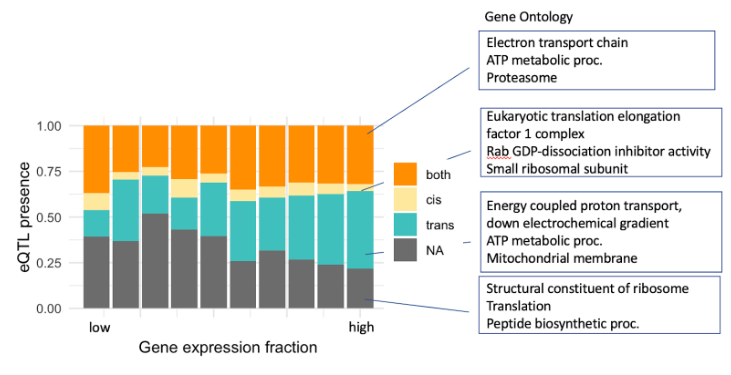 Gene Ontology
Electron transport chain
ATP metabolic proc.
Proteasome
Eukaryotic translation elongation
factor 1 complex
Rab GDP-dissociation inhibitor activity
Small ribosomal subunit
Energy coupled proton transport,
down electrochemical gradient
ATP metabolic proc.
Mitochondrial membrane
Structural constituent of ribosome
Translation
Peptide biosynthetic proc.
eQTL presence
1.00
0.75
0.50
0.25
0.00
low
high
Gene expression fraction
both
cis
trans
NA